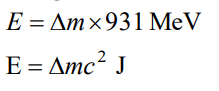 E = Δm×931 MeV
E = Δmc² J